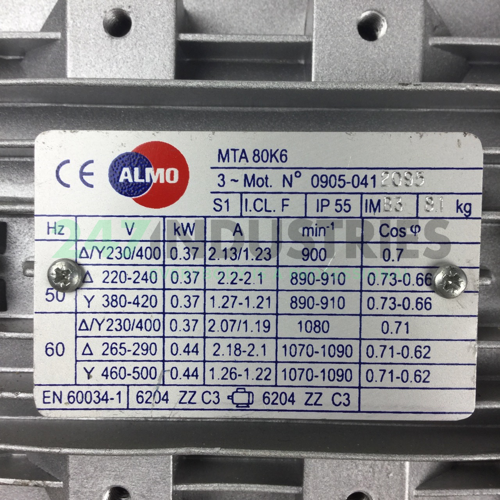 CE ALMO
MTA 80K6
3 ~ Mot. N° 0905-041
S1 I.CL. F IP 55 IM B3 kg
Hz V kW A min⁻¹ Cos φ
Δ/Y230/400 0.37 2.13/1.23 900 0.7
50 Δ 220-240 0.37 2.2-2.1 890-910 0.73-0.66
Y 380-420 0.37 1.27-1.21 890-910 0.73-0.66
Δ/Y230/400 0.37 2.07/1.19 1080 0.71
60 Δ 265-290 0.44 2.18-2.1 1070-1090 0.71-0.62
Y 460-500 0.44 1.26-1.22 1070-1090 0.71-0.62
EN 60034-1 6204 ZZ C3 6204 ZZ C3